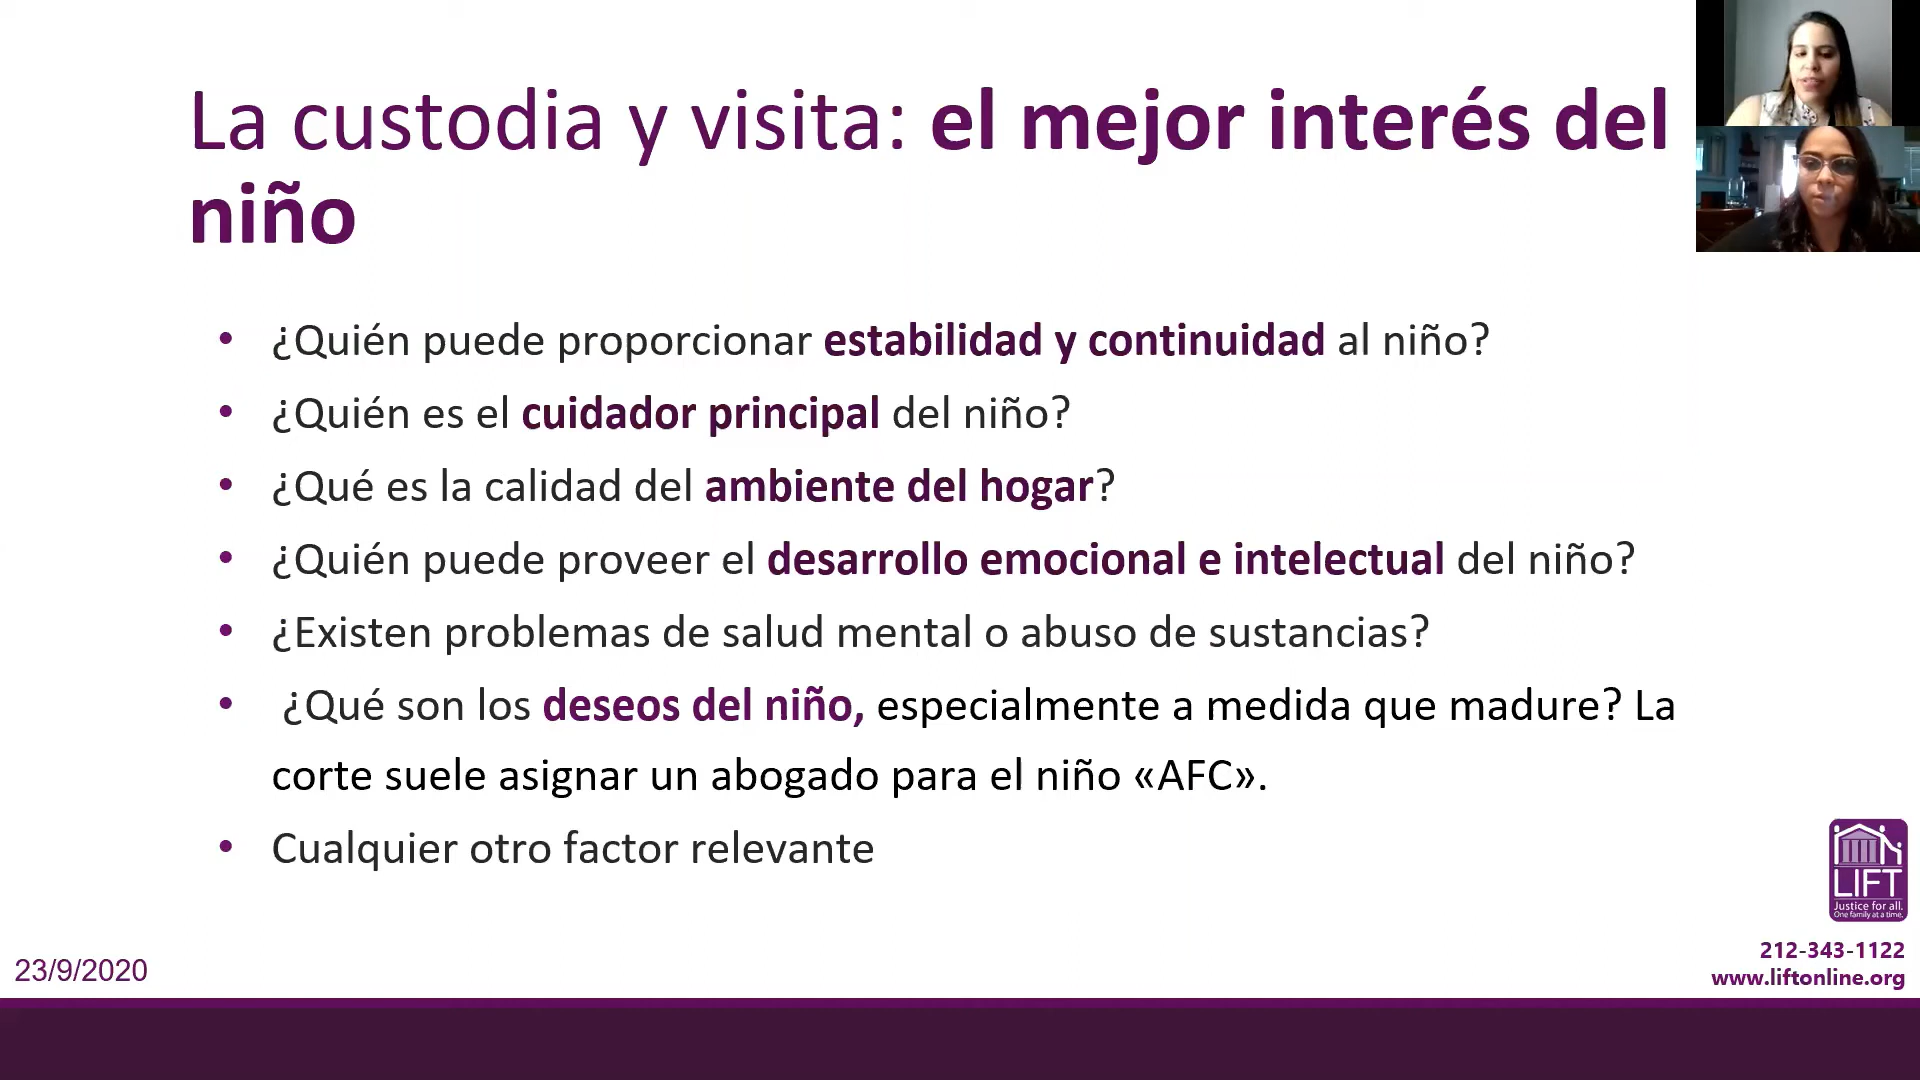 La custodia y visita: el mejor interés del
niño
• ¿Quién puede proporcionar estabilidad y continuidad al niño?
• ¿Quién es el cuidador principal del niño?
• ¿Qué es la calidad del ambiente del hogar?
• ¿Quién puede proveer el desarrollo emocional e intelectual del niño?
• ¿Existen problemas de salud mental o abuso de sustancias?
• ¿Qué son los deseos del niño, especialmente a medida que madure? La
corte suele asignar un abogado para el niño «AFC».
• Cualquier otro factor relevante
LIFT
Justice for all.
One family at a time.
212-343-1122
www.liftonline.org
23/9/2020